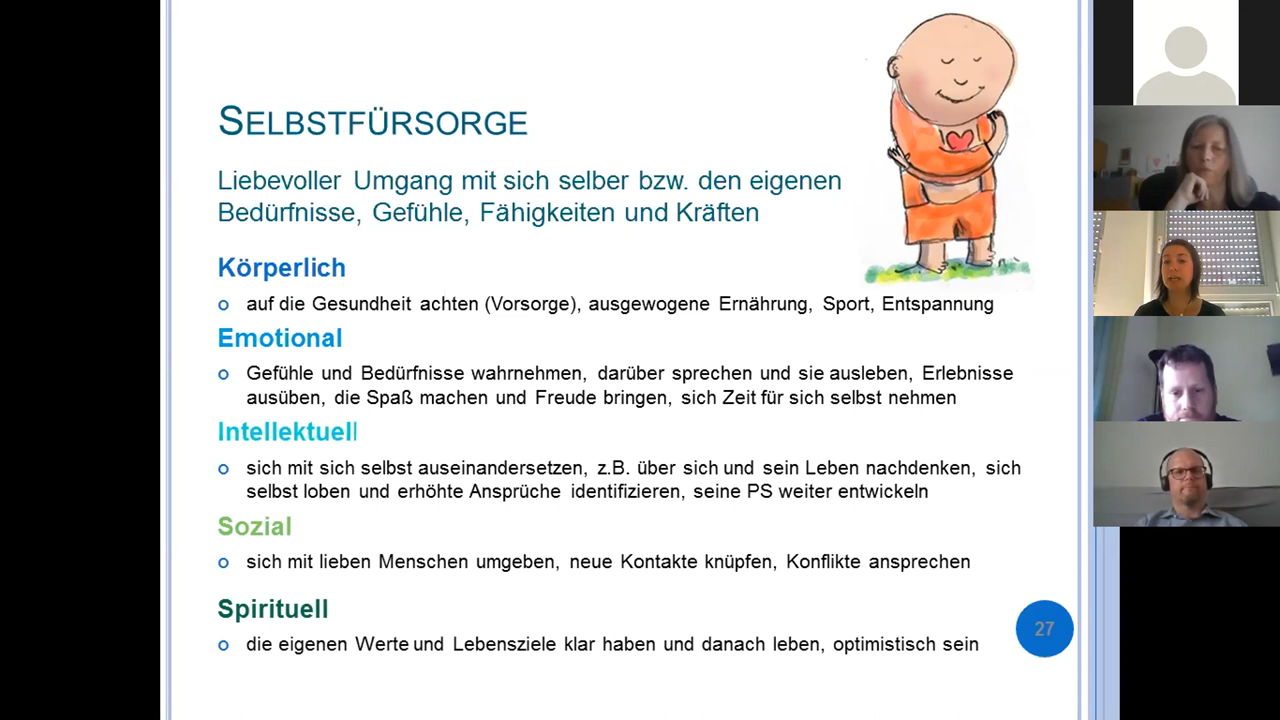 SELBSTFÜRSORGE
Liebevoller Umgang mit sich selber bzw. den eigenen
Bedürfnisse, Gefühle, Fähigkeiten und Kräften
Körperlich
auf die Gesundheit achten (Vorsorge), ausgewogene Ernährung, Sport, Entspannung
Emotional
Gefühle und Bedürfnisse wahrnehmen, darüber sprechen und sie ausleben, Erlebnisse
ausüben, die Spaß machen und Freude bringen, sich Zeit für sich selbst nehmen
Intellektuell
sich mit sich selbst auseinandersetzen, z.B. über sich und sein Leben nachdenken, sich
selbst loben und erhöhte Ansprüche identifizieren, seine PS weiter entwickeln
Sozial
sich mit lieben Menschen umgeben, neue Kontakte knüpfen, Konflikte ansprechen
Spirituell
die eigenen Werte und Lebensziele klar haben und danach leben, optimistisch sein
27